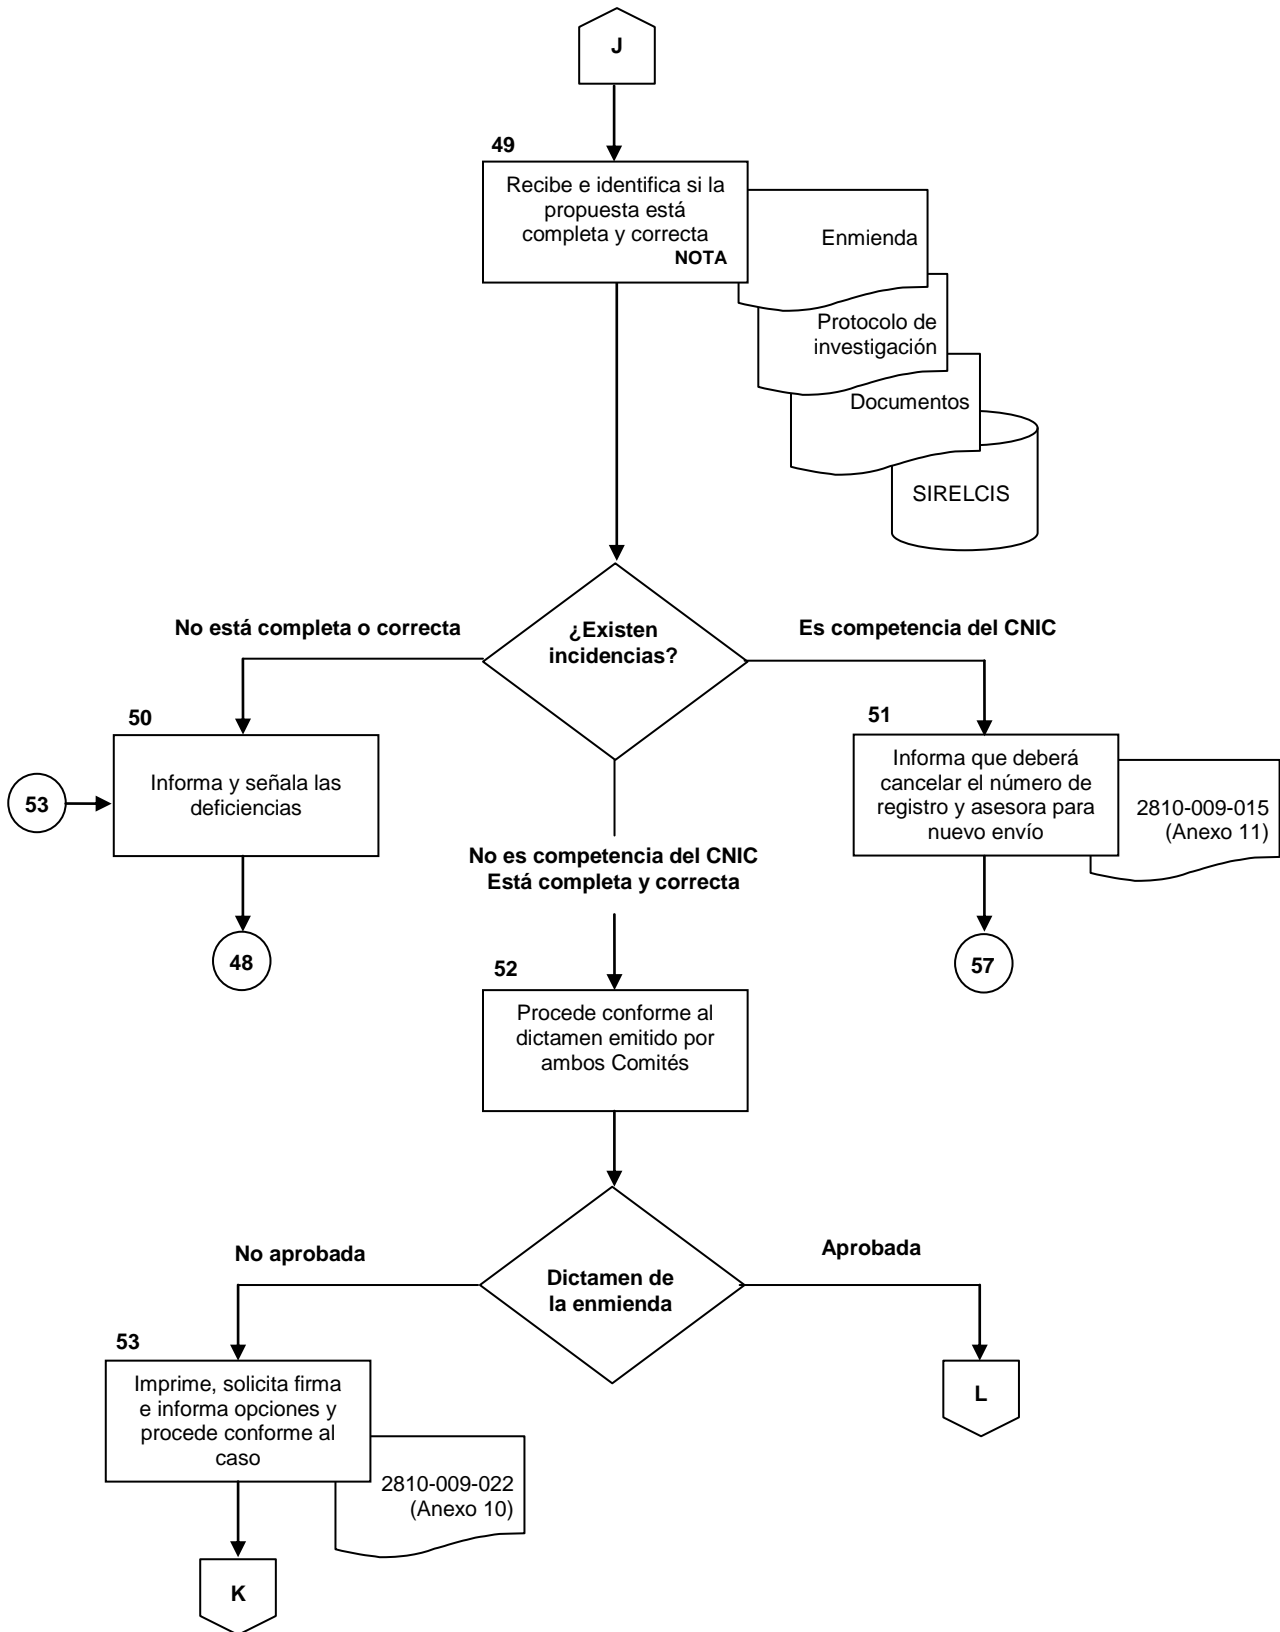 J
49
Recibe e identifica si la
propuesta está
completa y correcta
NOTA
Enmienda
Protocolo de
investigación
Documentos
SIRELCIS
¿Existen
incidencias?
No está completa o correcta
Es competencia del CNIC
50
Informa y señala las
deficiencias
53
48
51
Informa que deberá
cancelar el número de
registro y asesora para
nuevo envío
2810-009-015
(Anexo 11)
57
No es competencia del CNIC
Está completa y correcta
52
Procede conforme al
dictamen emitido por
ambos Comités
Dictamen de
la enmienda
No aprobada
Aprobada
53
Imprime, solicita firma
e informa opciones y
procede conforme al
caso
2810-009-022
(Anexo 10)
L
K